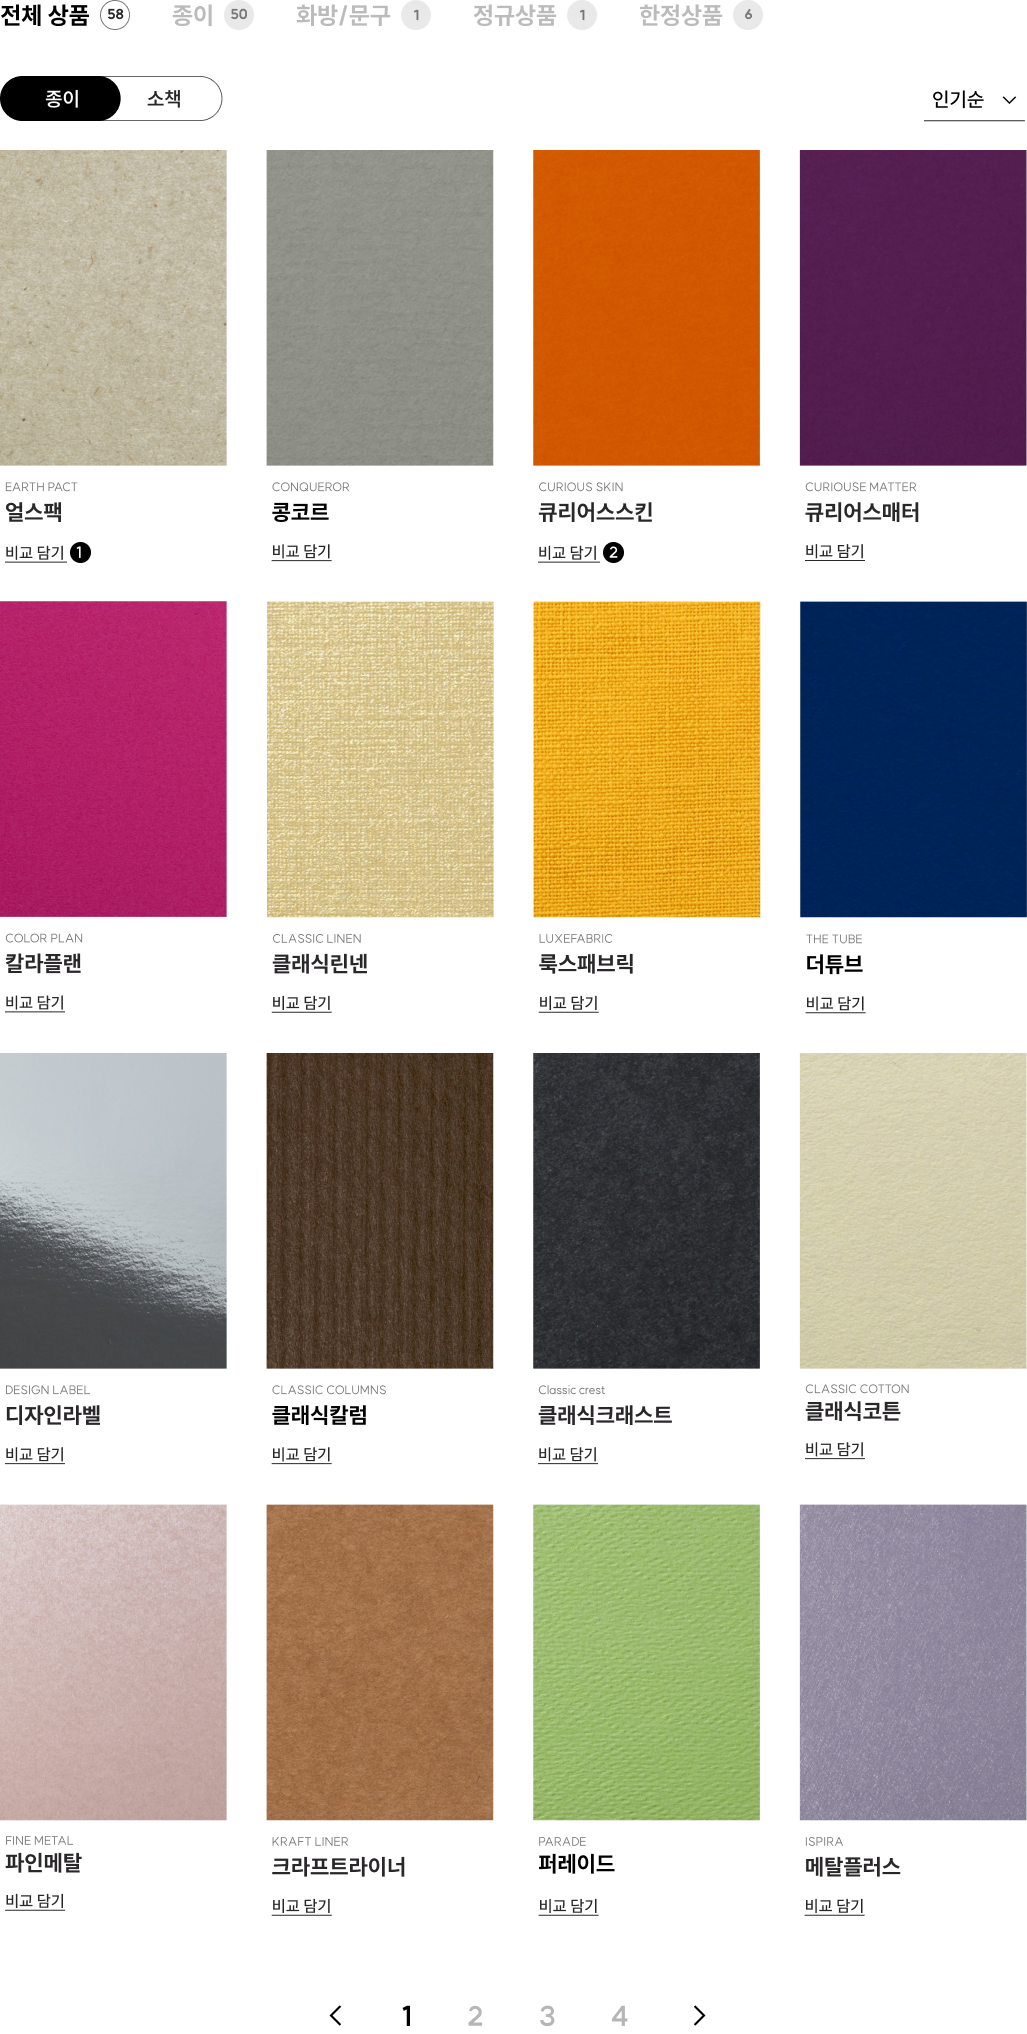 전체 상품 58 종이 50 화방/문구 1 정규상품 1 한정상품 6
종이 소책 인기순
EARTH PACT
얼스팩
비교 담기 1
CONQUEROR
콩코르
비교 담기
CURIOUS SKIN
큐리어스스킨
비교 담기 2
CURIOUSE MATTER
큐리어스매터
비교 담기
COLOR PLAN
칼라플랜
비교 담기
CLASSIC LINEN
클래식린넨
비교 담기
LUXEFABRIC
룩스패브릭
비교 담기
THE TUBE
더튜브
비교 담기
DESIGN LABEL
디자인라벨
비교 담기
CLASSIC COLUMNS
클래식칼럼
비교 담기
Classic crest
클래식크래스트
비교 담기
CLASSIC COTTON
클래식코튼
비교 담기
FINE METAL
파인메탈
비교 담기
KRAFT LINER
크라프트라이너
비교 담기
PARADE
퍼레이드
비교 담기
ISPIRA
메탈플러스
비교 담기
1 2 3 4